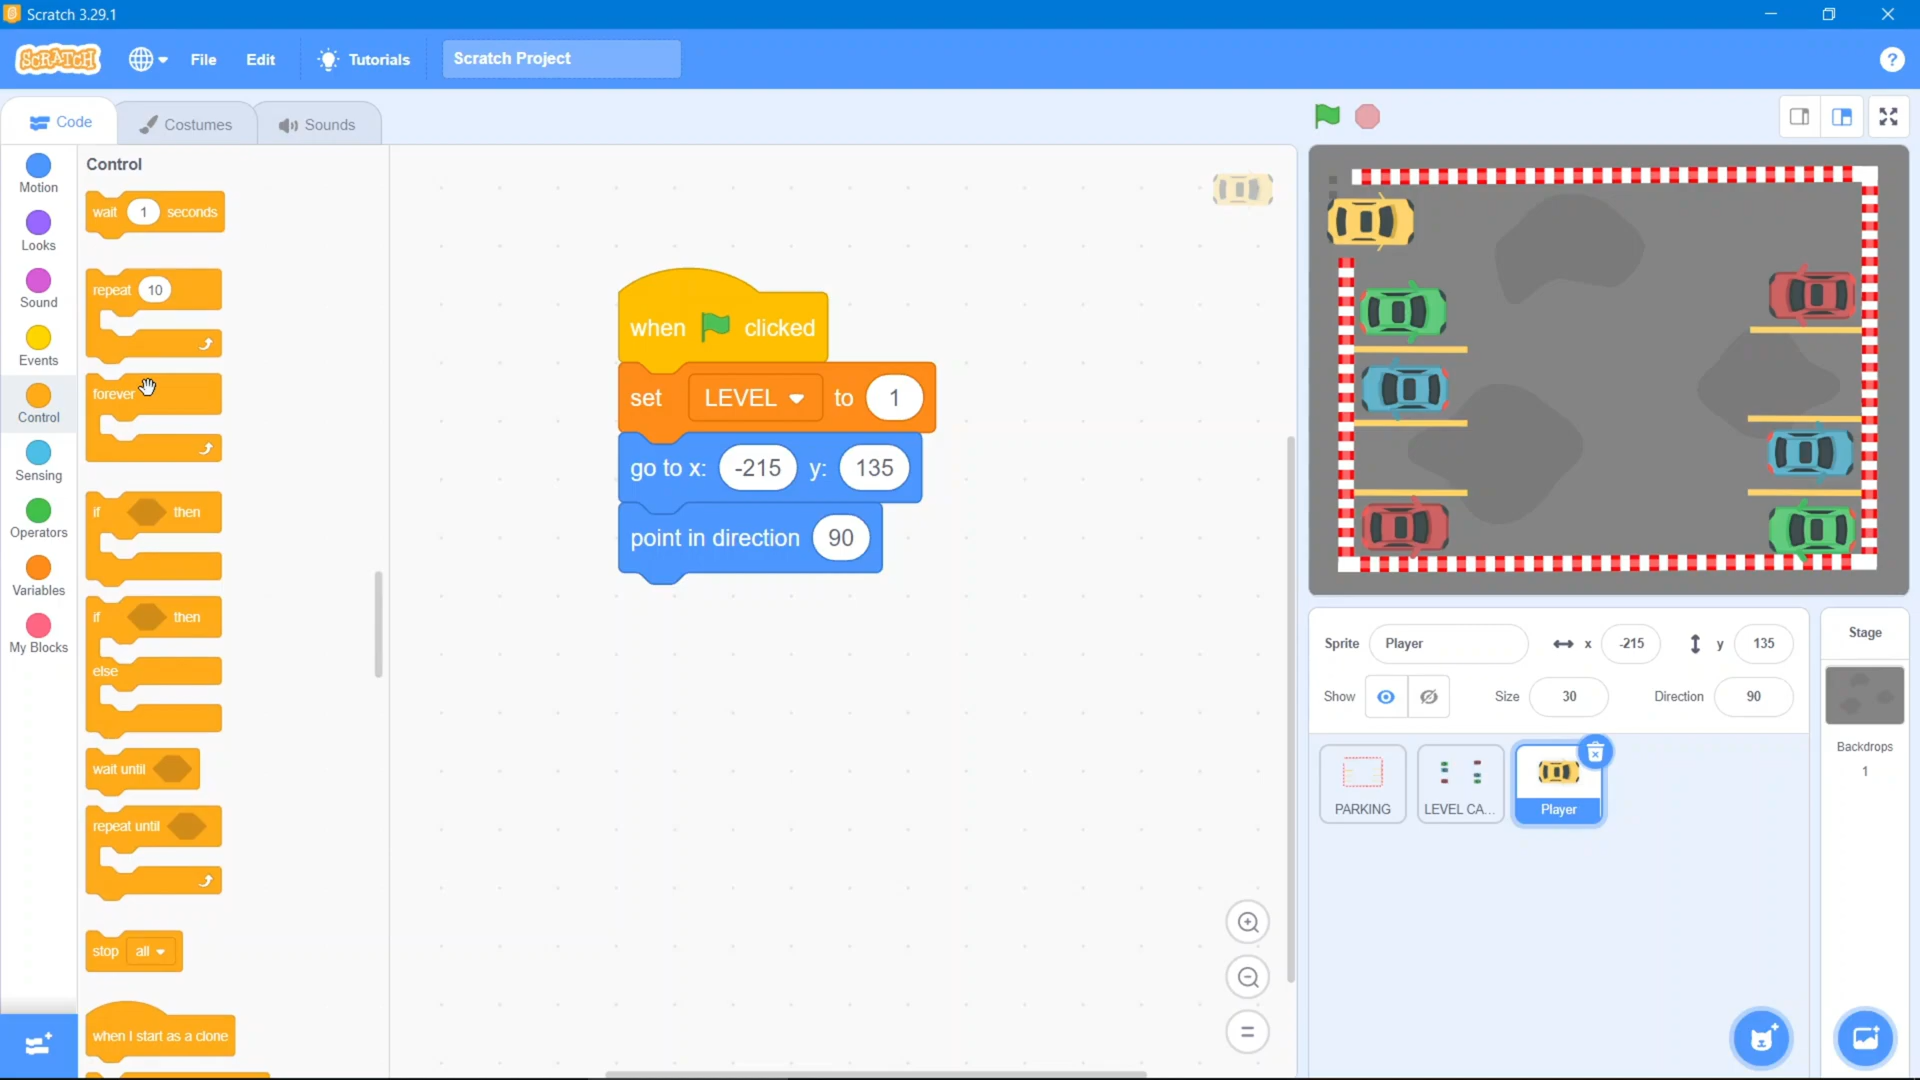 Scratch 3.29.1
SCRATCH
File
Edit
Tutorials
Scratch Project
?
Code
Costumes
Sounds
Motion
Looks
Sound
Events
Control
Sensing
Operators
Variables
My Blocks
Control
wait 1 seconds
repeat 10
forever
if then
if then
else
wait until
repeat until
stop all
when I start as a clone
when clicked
set LEVEL to 1
go to x: -215 y: 135
point in direction 90
Sprite Player x -215 y 135
Show Size 30 Direction 90
PARKING
LEVEL CA...
Player
Stage
Backdrops
1